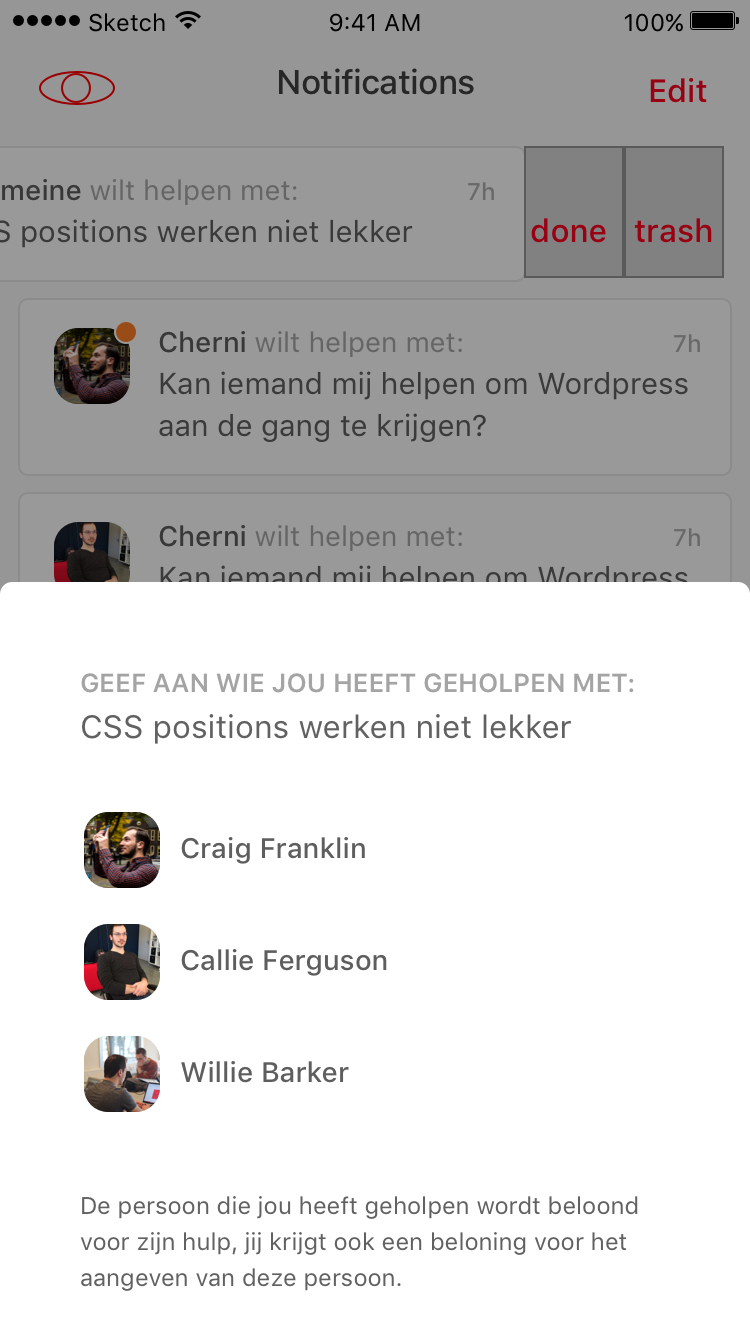 Sketch 9:41 AM 100%
Notifications Edit
meine wilt helpen met: 7h
S positions werken niet lekker
done trash
Cherni wilt helpen met: 7h
Kan iemand mij helpen om Wordpress
aan de gang te krijgen?
Cherni wilt helpen met: 7h
Kan iemand mij helpen om Wordpress
GEEF AAN WIE JOU HEEFT GEHOLPEN MET:
CSS positions werken niet lekker
Craig Franklin
Callie Ferguson
Willie Barker
De persoon die jou heeft geholpen wordt beloond
voor zijn hulp, jij krijgt ook een beloning voor het
aangeven van deze persoon.